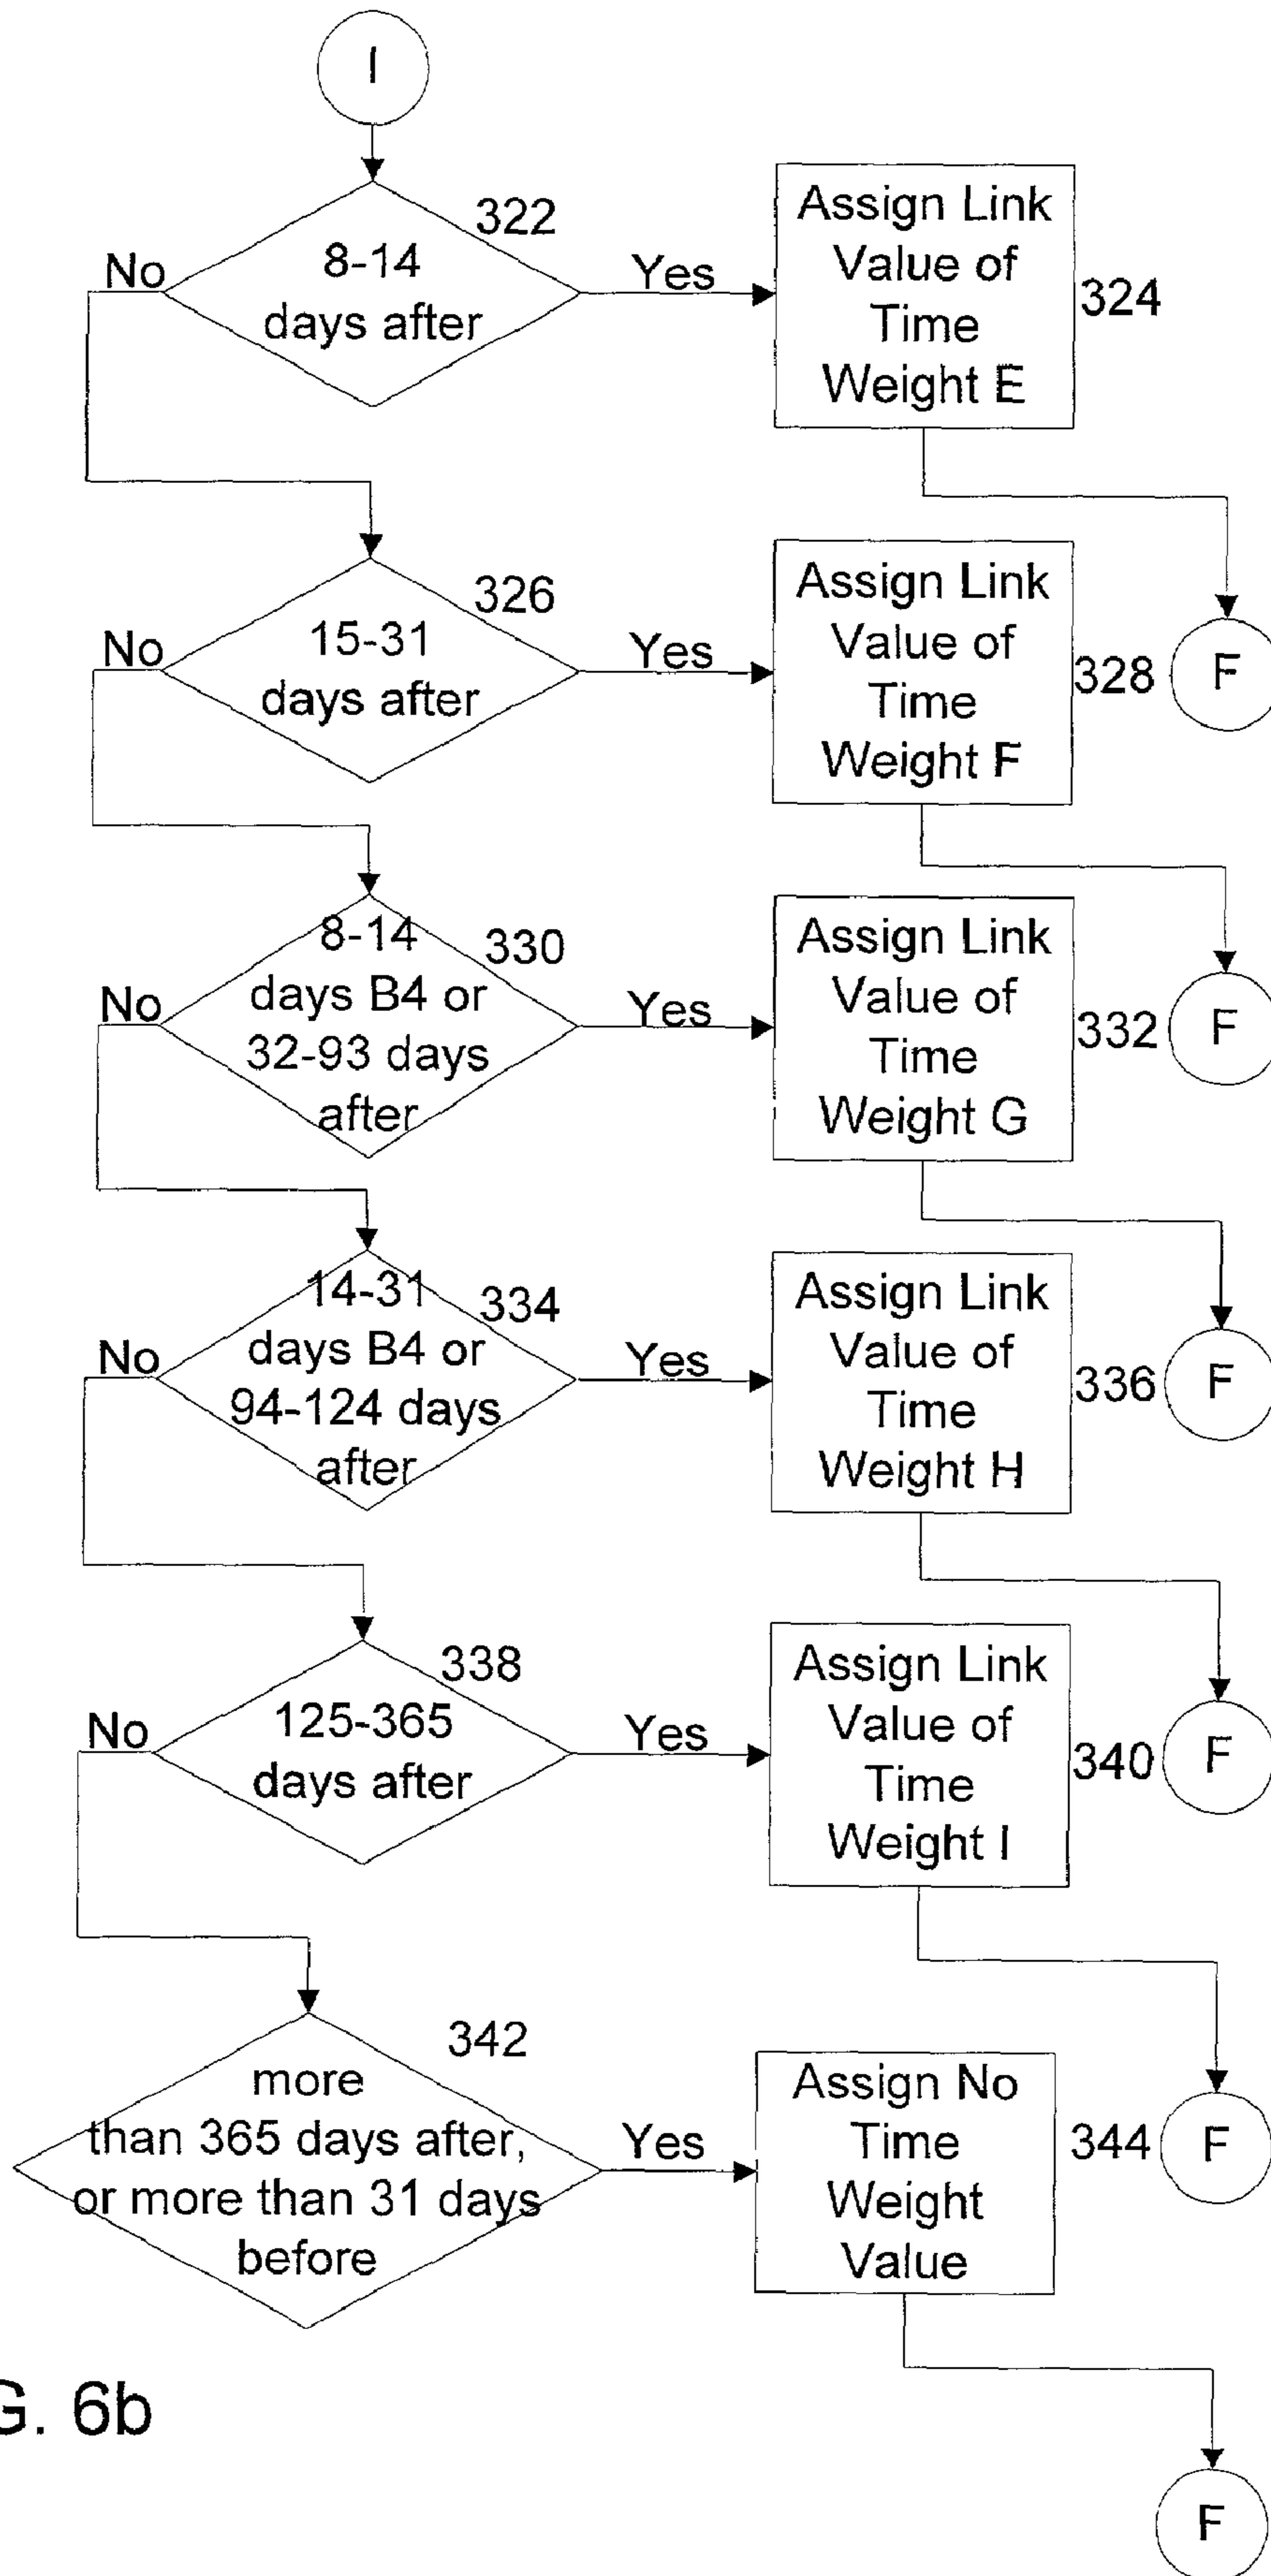 I
322
8-14
days after
No
Yes
Assign Link
Value of
Time
Weight E
324
326
15-31
days after
No
Yes
Assign Link
Value of
Time
Weight F
328
F
8-14
days B4 or
32-93 days
after
330
No
Yes
Assign Link
Value of
Time
Weight G
332
F
14-31
days B4 or
94-124 days
after
334
No
Yes
Assign Link
Value of
Time
Weight H
336
F
338
125-365
days after
No
Yes
Assign Link
Value of
Time
Weight I
340
F
342
more
than 365 days after,
or more than 31 days
before
Yes
Assign No
Time
Weight
Value
344
F
G. 6b
F